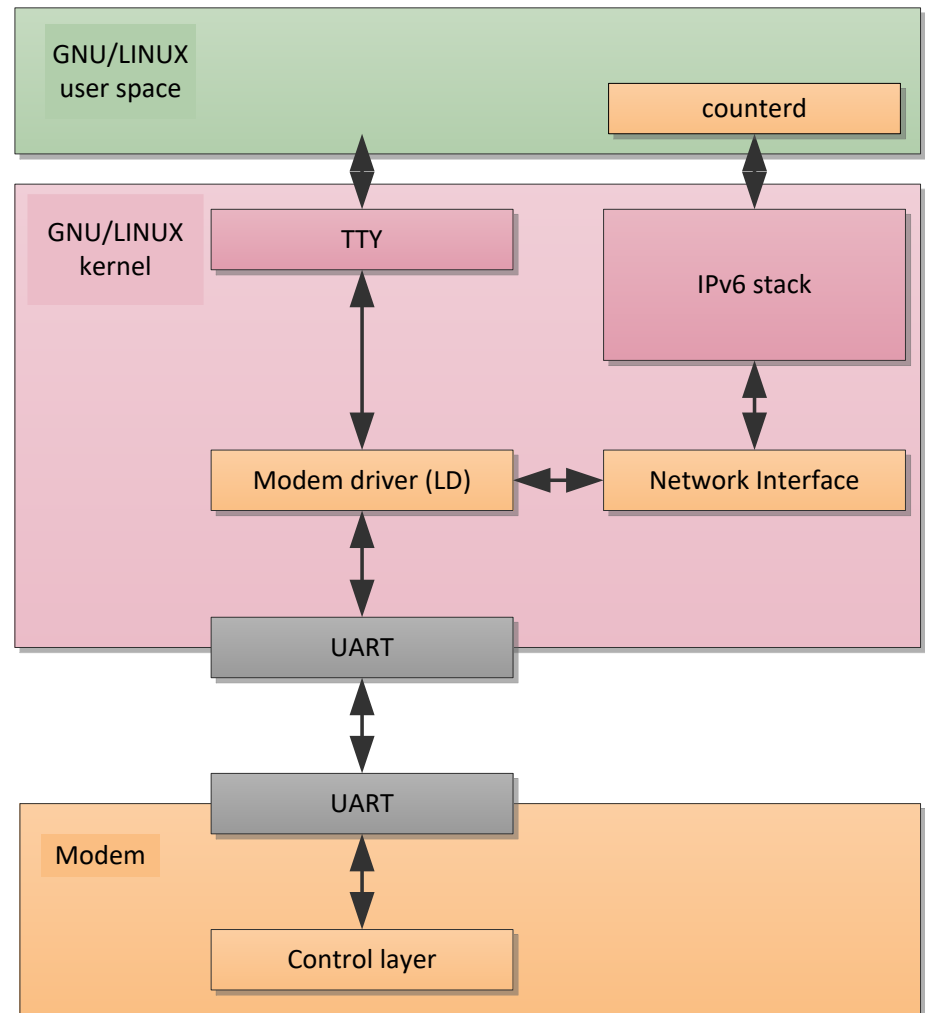 GNU/LINUX
user space
counterd
GNU/LINUX
kernel
TTY
IPv6 stack
Modem driver (LD)
Network Interface
UART
UART
Modem
Control layer